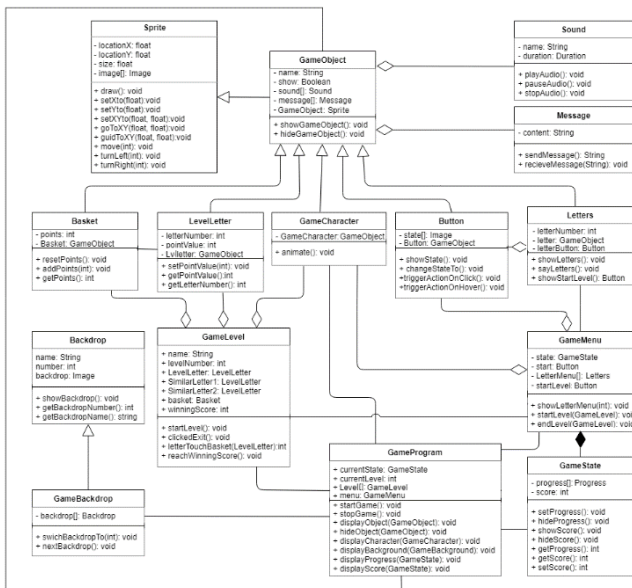 Sprite
- locationX: float
- locationY: float
- size: float
- image[]: Image
+ draw(): void
+ setXto(float): void
+ setYto(float): void
+ setXYto(float, float): void
+ goToXY(float, float): void
+ guidToXY(float, float):void
+ move(int): void
+ turnLeft(int): void
+ turnRight(int): void
GameObject
- name: String
- show: Boolean
- sound[]: Sound
- message[]: Message
- GameObject: Sprite
+ showGameObject(): void
+ hideGameObject(): void
Sound
- name: String
- duration: Duration
+ playAudio(): void
+ pauseAudio(): void
+ stopAudio(): void
Message
- content: String
+ sendMessage(): String
+ recieveMessage(String): void
Basket
- points: int
- Basket: GameObject
+ resetPoints(): void
+ addPoints(int): void
+ getPoints(): int
LevelLetter
- letterNumber: int
- pointValue: int
- LvlLetter: GameObject
+ setPointValue(int): void
+ getPointValue(): int
+ getLetterNumber(): int
GameCharacter
- GameCharacter: GameObject
+ animate(): void
Button
- state[]: Image
- Button: GameObject
+ showState(): void
+ changeStateTo(): void
+triggerActionOnClick(): void
+triggerActionOnHover(): void
Letters
- letterNumber: int
- letter: GameObject
- letterButton: Button
+ showLetters(): void
+ sayLetters(): void
+ showStartLevel(): Button
Backdrop
name: String
number: int
backdrop: Image
+ showBackdrop(): void
+ getBackdropNumber(): int
+ getBackdropName(): string
GameLevel
+ name: String
+ levelNumber: int
+ LevelLetter: LevelLetter
+ SimilarLetter1: LevelLetter
+ SimilarLetter2: LevelLetter
+ basket: Basket
+ winningScore: int
startLevel(): void
+ clickedExit(): void
+ letterTouchBasket(LevelLetter):int
+ reachWinningScore(): void
GameMenu
- state: GameState
- start: Button
- LetterMenu[]: Letters
- startLevel: Button
+ showLetterMenu(int): void
+ startLevel(GameLevel): void
+ endLevel(GameLevel): void
GameBackdrop
- backdrop[]: Backdrop
+ swichBackdropTo(int): void
+ nextBackdrop(): void
GameProgram
+ currentState: GameState
+ currentLevel: int
+ Level[]: GameLevel
+ menu: GameMenu
+ startGame(): void
+ stopGame(): void
+ displayObject(GameObject): void
+ hideObject(GameObject): void
+ displayCharacter(GameCharacter): void
+ displayBackground(GameBackground): void
+ displayProgress(GameState): void
+ displayScore(GameState): void
GameState
- progress[]: Progress
- score: int
+ setProgress(): void
+ hideProgress(): void
+ showScore(): void
+ hideScore(): void
+ getProgress(): int
+ getScore(): int
+ setScore(): int